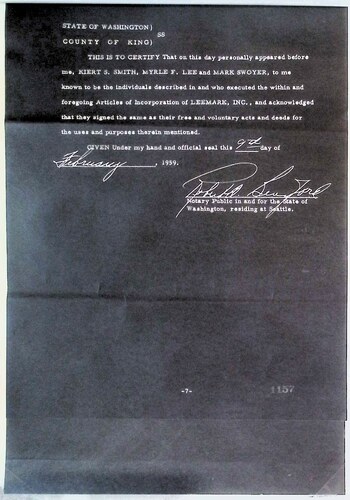 STATE OF WASHINGTON)
SS
COUNTY OF KING)
THIS IS TO CERTIFY That on this day personally appeared before
me, KIERT S. SMITH, MYRLE F. LEE and MARK SWOYER, to me
known to be the individuals described in and who executed the within and
foregoing Articles of Incorporation of LEEMARK, INC., and acknowledged
that they signed the same as their free and voluntary acts and deeds for
the uses and purposes therein mentioned.
GIVEN Under my hand and official seal this 9th day of
February, 1959.
Notary Public in and for the State of
Washington, residing at Seattle.
-7-
1157